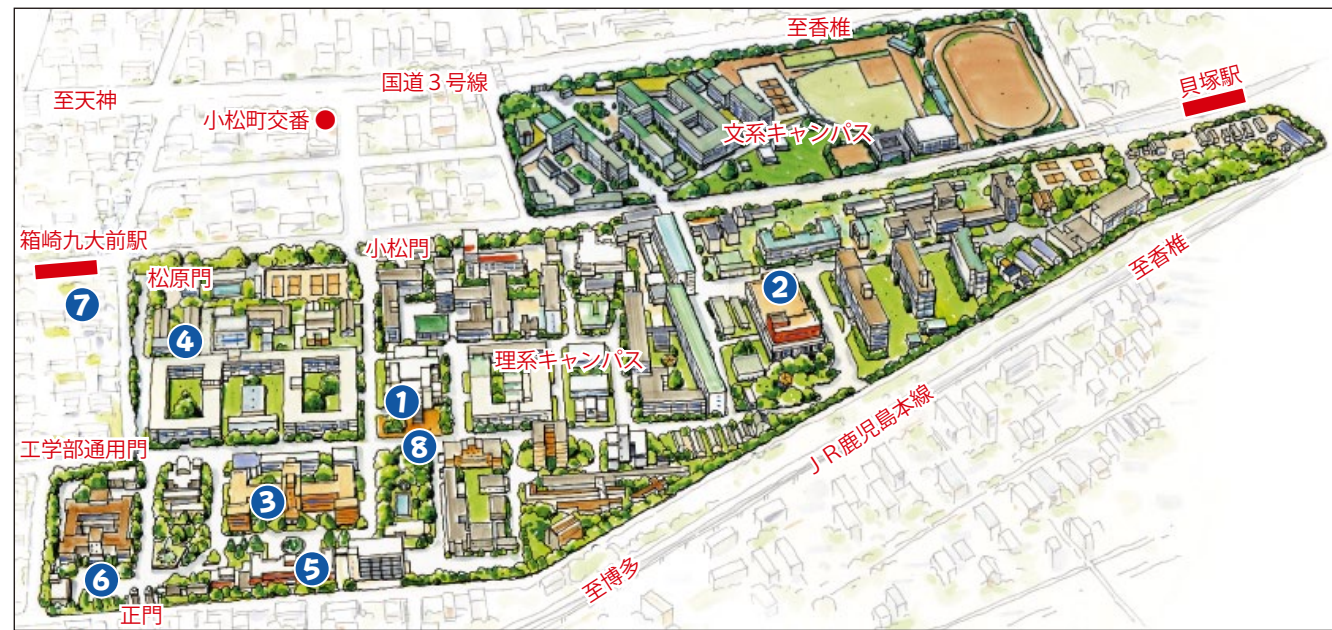 至香椎
国道3号線
至天神
小松町交番
貝塚駅
文系キャンパス
箱崎九大前駅
小松門
松原門
至香椎
7
2
4
理系キャンパス
1
JR鹿児島本線
8
工学部通用門
3
5
6
至博多
正門